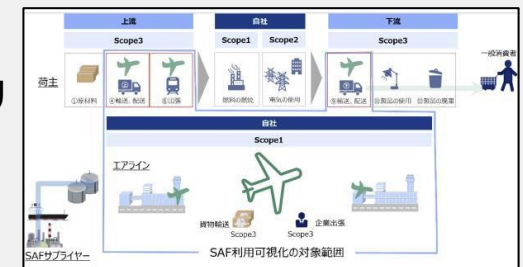 上流
自社
下流
Scope3
Scope1
Scope2
Scope3
一般消費者
荷主
①原材料
④輸送、配送
⑥出張
燃料の燃焼
電気の使用
⑨輸送、配送
⑪製品の使用
⑫製品の廃棄
自社
Scope1
エアライン
貨物輸送
Scope3
企業出張
Scope3
SAFサプライヤー
SAF利用可視化の対象範囲